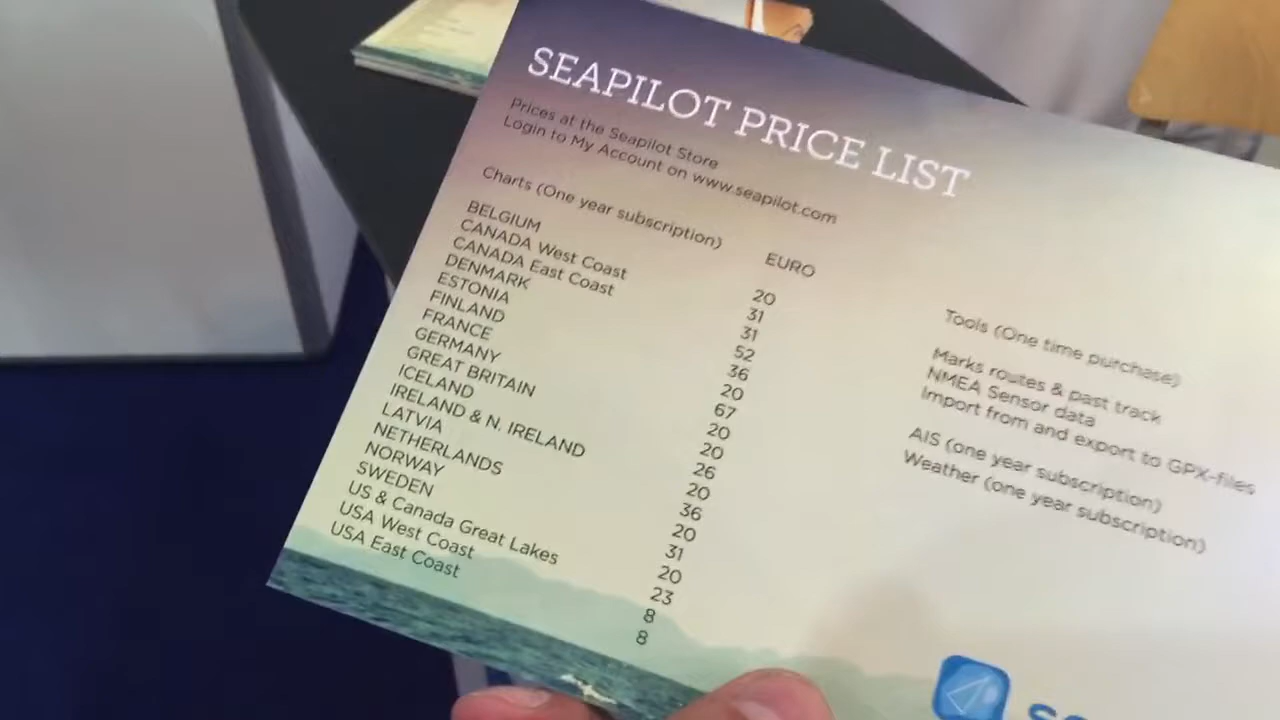 SEAPILOT PRICE LIST
Prices at the Seapilot Store
Login to My Account on www.seapilot.com
Charts (One year subscription) EURO
BELGIUM 20
CANADA West Coast 31
CANADA East Coast 31
DENMARK 52
ESTONIA 36
FINLAND 20
FRANCE 67
GERMANY 20
GREAT BRITAIN 20
ICELAND 26
IRELAND & N. IRELAND 20
LATVIA 36
NETHERLANDS 20
NORWAY 31
SWEDEN 20
US & Canada Great Lakes 23
USA West Coast 8
USA East Coast 8
Tools (One time purchase)
Marks routes & past track
NMEA Sensor data
Import from and export to GPX-files
AIS (one year subscription)
Weather (one year subscription)